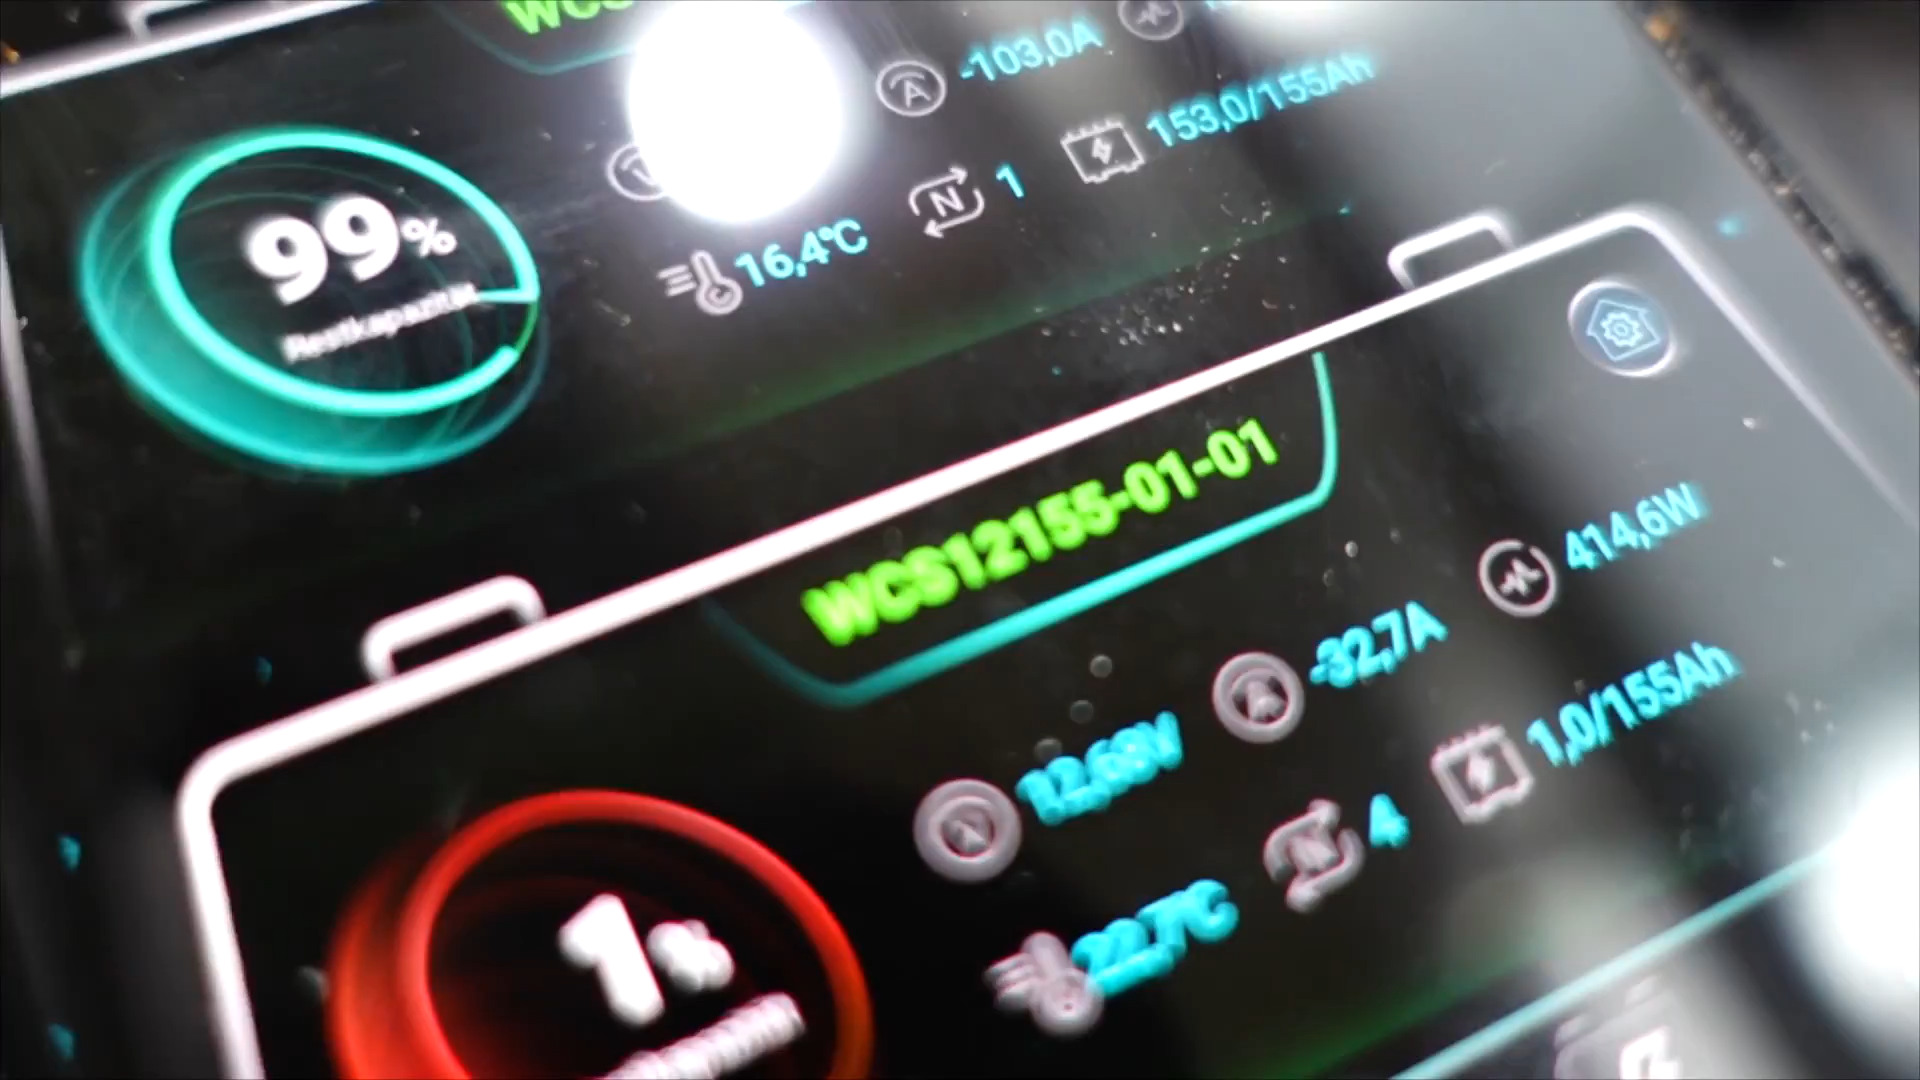 WCS
-103,0A
153,0/155Ah
99%
Restkapazität
16,4°C
1
WCS12155-01-01
414,6W
-32,7A
12,68V
1,0/155Ah
4
22,7°C
1%